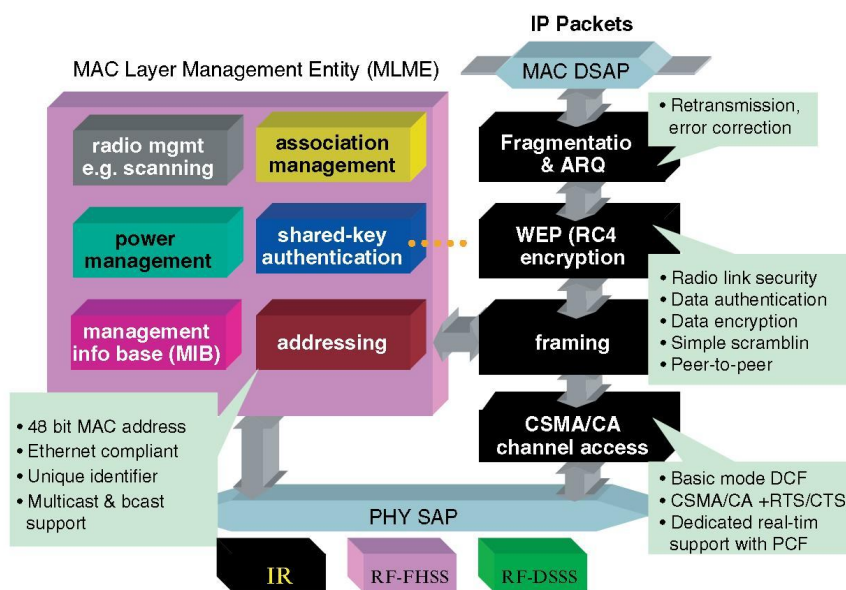 IP Packets
MAC DSAP
MAC Layer Management Entity (MLME)
radio mgmt
e.g. scanning
association
management
power
management
shared-key
authentication
management
info base (MIB)
addressing
Fragmentatio
& ARQ
• Retransmission,
error correction
WEP (RC4
encryption
• Radio link security
• Data authentication
• Data encryption
• Simple scramblin
• Peer-to-peer
framing
CSMA/CA
channel access
• 48 bit MAC address
• Ethernet compliant
• Unique identifier
• Multicast & bcast
support
• Basic mode DCF
• CSMA/CA +RTS/CTS
• Dedicated real-tim
support with PCF
PHY SAP
IR
RF-FHSS
RF-DSSS